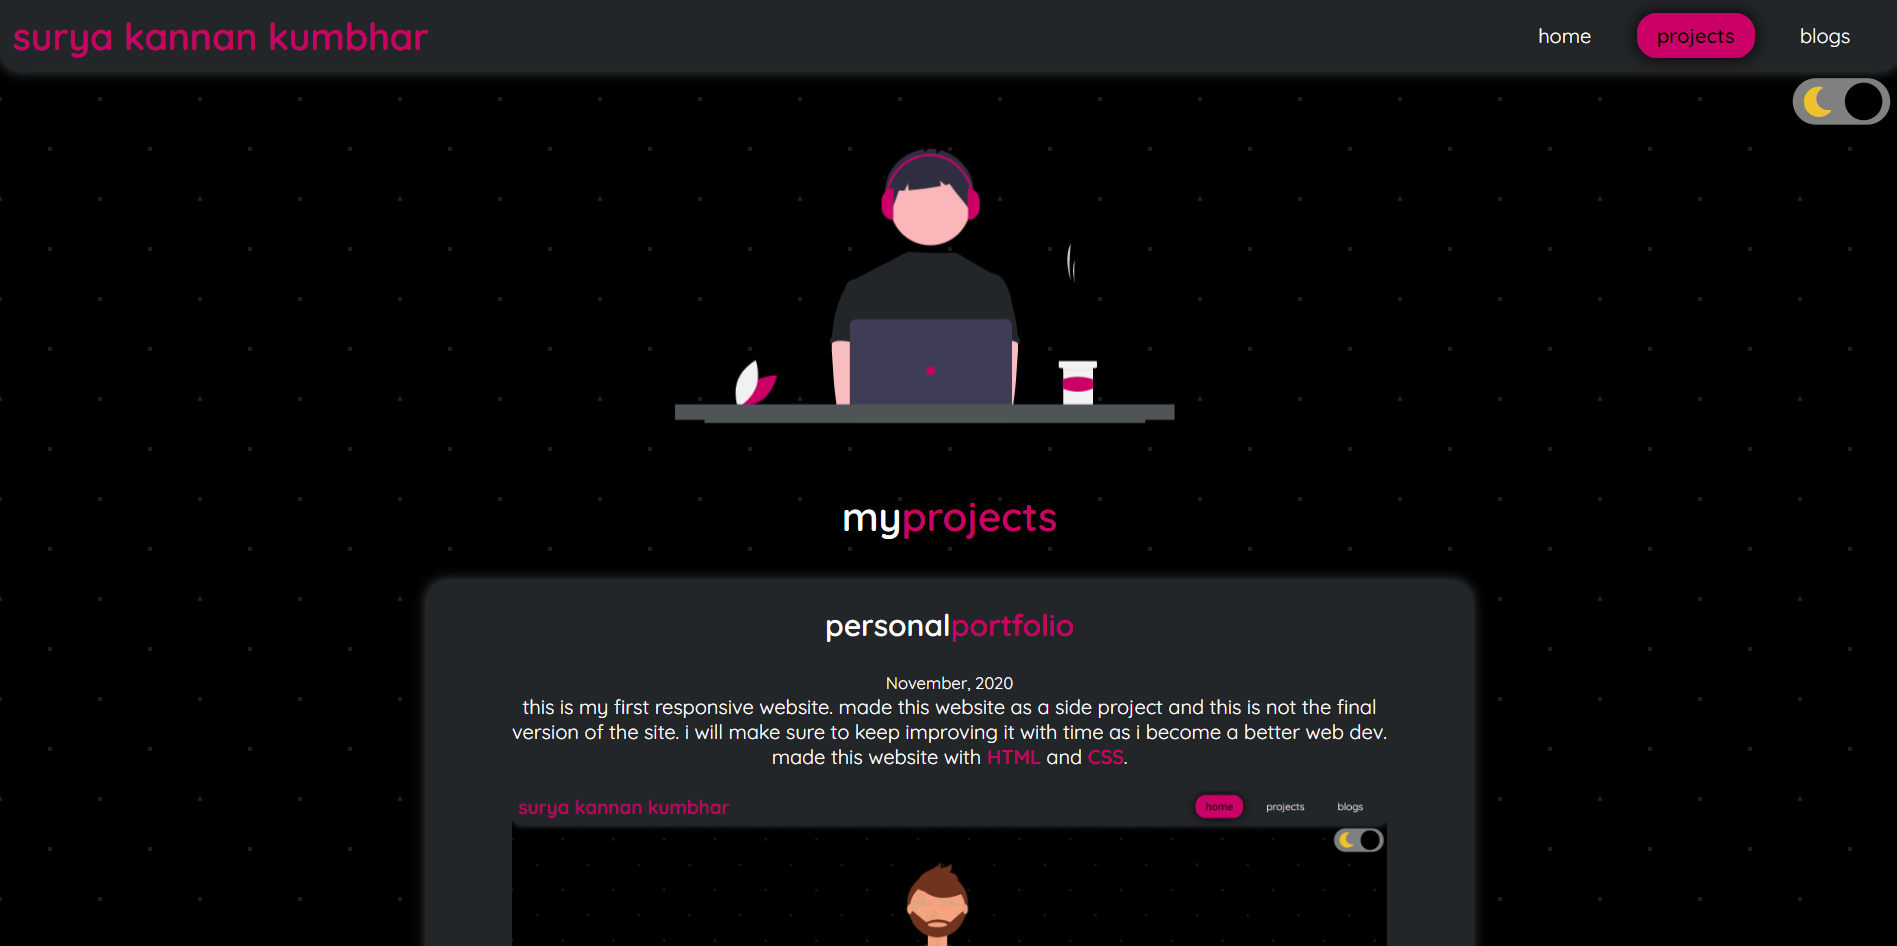 surya kannan kumbhar
home projects blogs
myprojects
personalportfolio
November, 2020
this is my first responsive website. made this website as a side project and this is not the final
version of the site. i will make sure to keep improving it with time as i become a better web dev.
made this website with HTML and CSS.
surya kannan kumbhar
home projects blogs